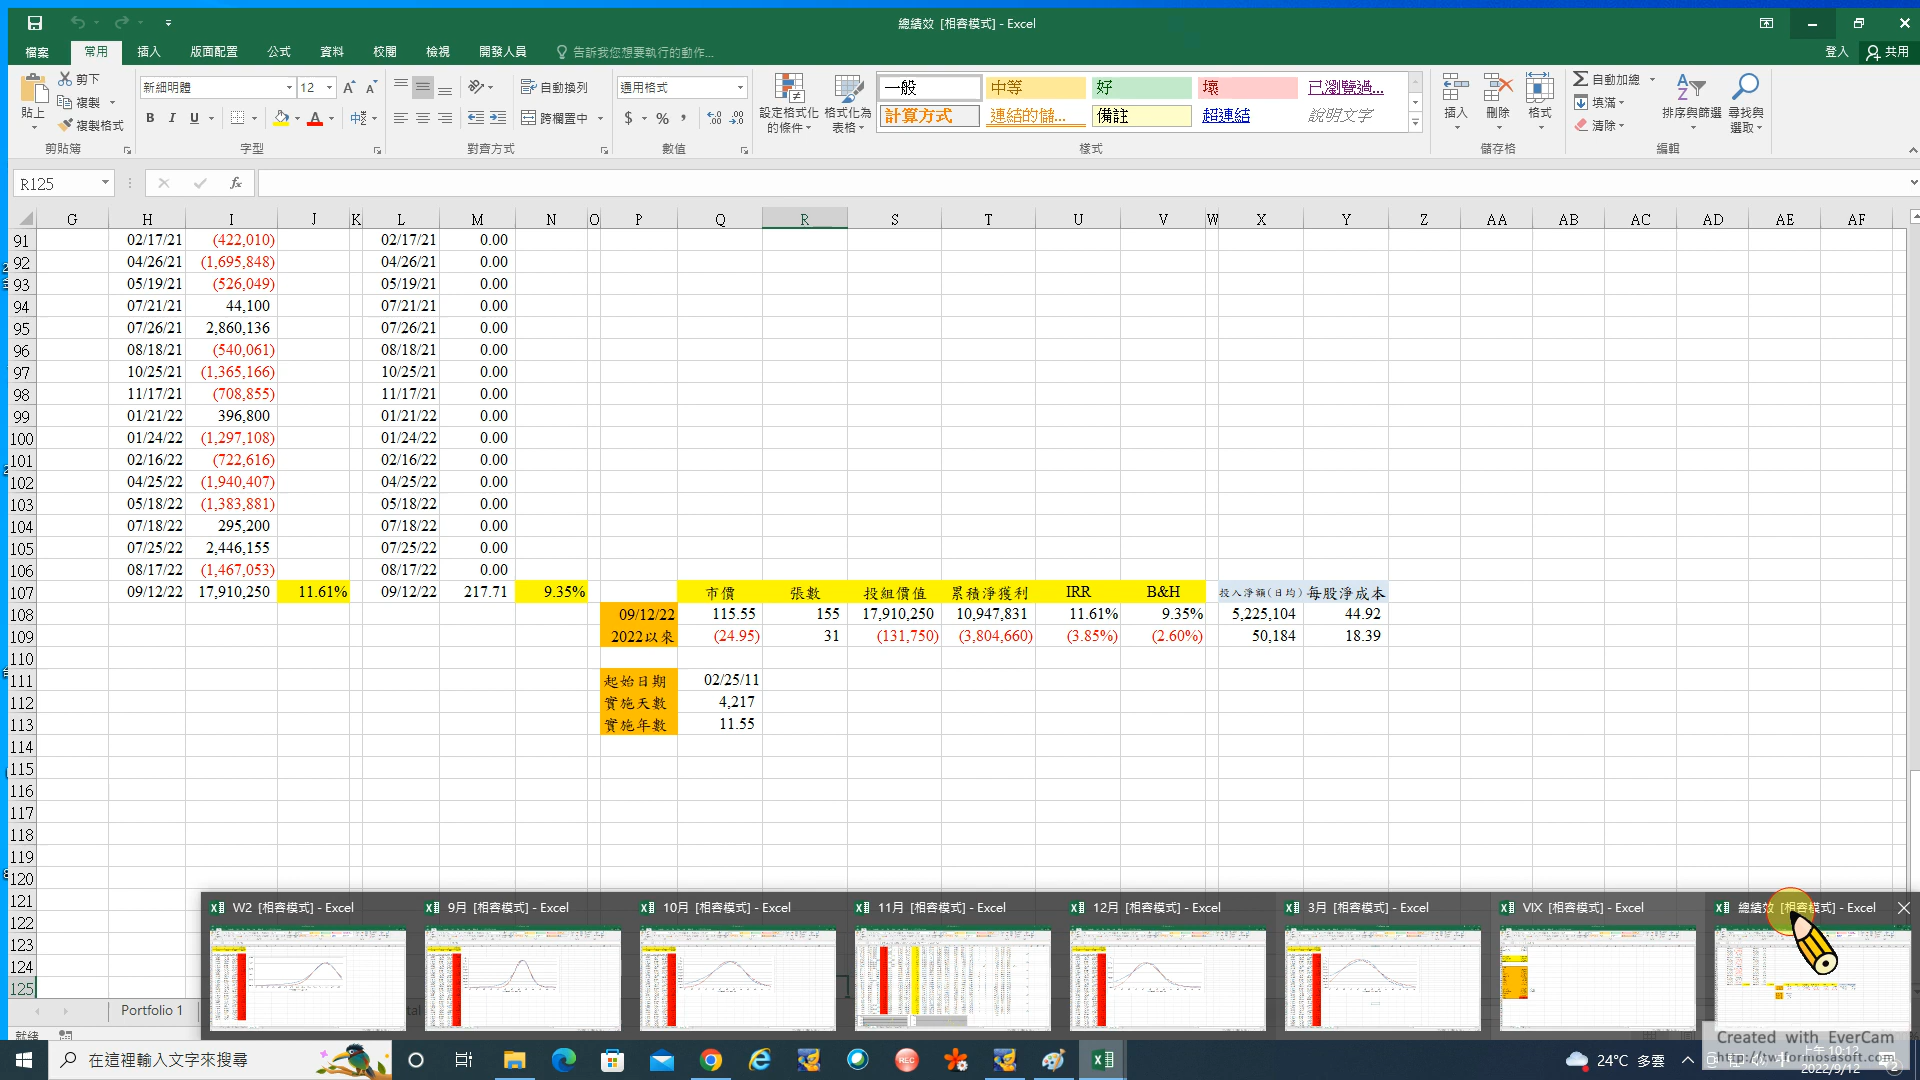 總績效 [相容模式] - Excel
檔案 常用 插入 版面配置 公式 資料 校閱 檢視 開發人員 告訴我您想要執行的動作... 登入 共用
剪下 新細明體 12 自動換列 通用格式 一般 中等 好 壞 已瀏覽過... 自動加總
貼上 複製 設定格式化的條件 格式化為表格 插入 刪除 格式 填滿 排序與篩選 尋找與選取
複製格式 B I U 跨欄置中 $ % , 計算方式 連結的儲... 備註 超連結 說明文字 清除
剪貼簿 字型 對齊方式 數值 樣式 儲存格 編輯
R125 fx
G H I J K L M N O P Q R S T U V W X Y Z AA AB AC AD AE AF
91 02/17/21 (422,010) 02/17/21 0.00
92 04/26/21 (1,695,848) 04/26/21 0.00
93 05/19/21 (526,049) 05/19/21 0.00
94 07/21/21 44,100 07/21/21 0.00
95 07/26/21 2,860,136 07/26/21 0.00
96 08/18/21 (540,061) 08/18/21 0.00
97 10/25/21 (1,365,166) 10/25/21 0.00
98 11/17/21 (708,855) 11/17/21 0.00
99 01/21/22 396,800 01/21/22 0.00
100 01/24/22 (1,297,108) 01/24/22 0.00
101 02/16/22 (722,616) 02/16/22 0.00
102 04/25/22 (1,940,407) 04/25/22 0.00
103 05/18/22 (1,383,881) 05/18/22 0.00
104 07/18/22 295,200 07/18/22 0.00
105 07/25/22 2,446,155 07/25/22 0.00
106 08/17/22 (1,467,053) 08/17/22 0.00
107 09/12/22 17,910,250 11.61% 09/12/22 217.71 9.35% 市價 張數 投組價值 累積淨獲利 IRR B&H 投入淨額(日均) 每股淨成本
108 09/12/22 115.55 155 17,910,250 10,947,831 11.61% 9.35% 5,225,104 44.92
109 2022以來 (24.95) 31 (131,750) (3,804,660) (3.85%) (2.60%) 50,184 18.39
110
111 起始日期 02/25/11
112 實施天數 4,217
113 實施年數 11.55
114
115
116
117
118
119
120
121
122
123
124
125
W2 [相容模式] - Excel 9月 [相容模式] - Excel 10月 [相容模式] - Excel 11月 [相容模式] - Excel 12月 [相容模式] - Excel 3月 [相容模式] - Excel VIX [相容模式] - Excel 總績效 [相容模式] - Excel
Portfolio 1
就緒
Created with EverCam
http://tw.formosasoft.com
在這裡輸入文字來搜尋 REC 24°C 多雲 上午 10:12
2022/9/12